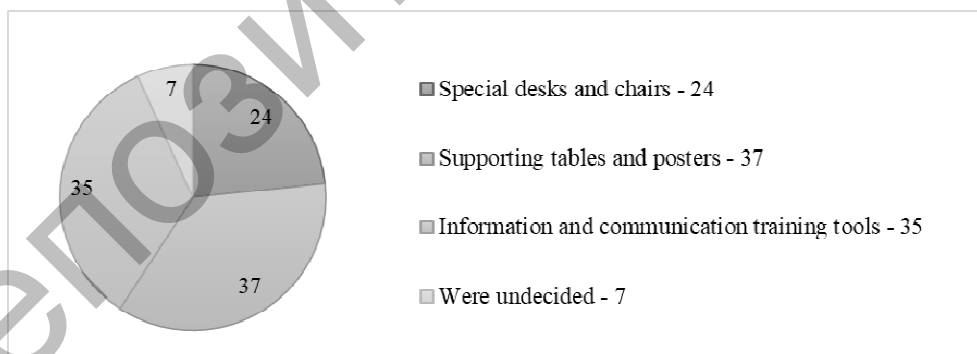 7
24
35
37
Special desks and chairs - 24
Supporting tables and posters - 37
Information and communication training tools - 35
Were undecided - 7